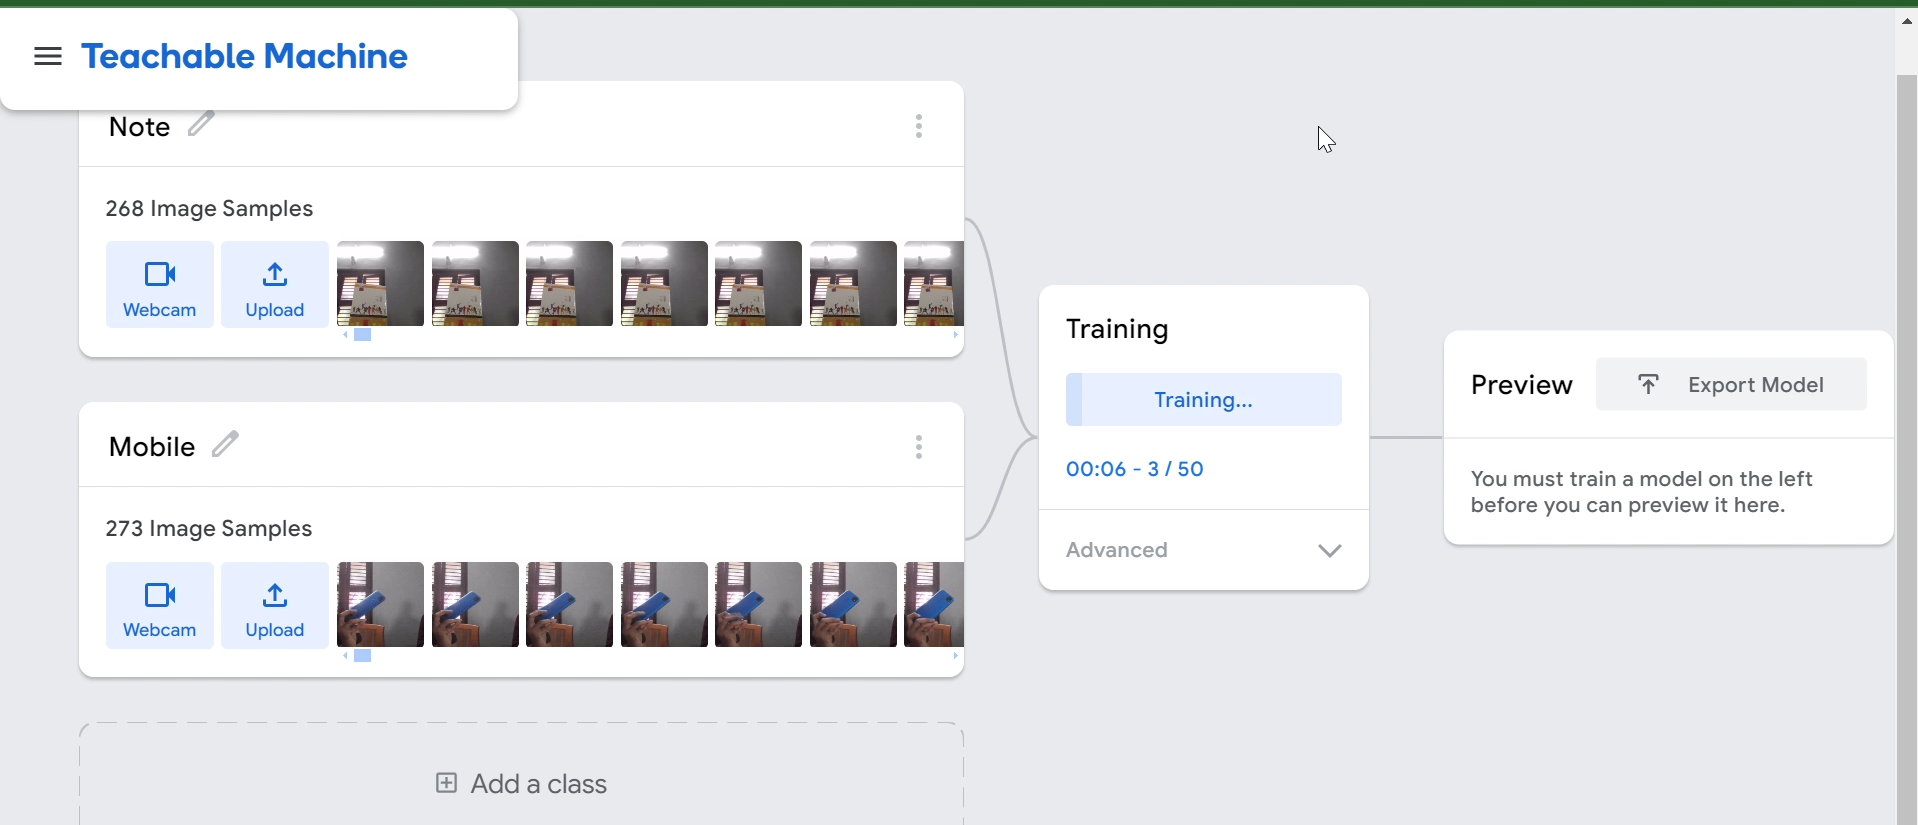 Teachable Machine
Note
268 Image Samples
Webcam
Upload
Mobile
273 Image Samples
Webcam
Upload
Add a class
Training
Training...
00:06 - 3 / 50
Advanced
Preview
Export Model
You must train a model on the left
before you can preview it here.